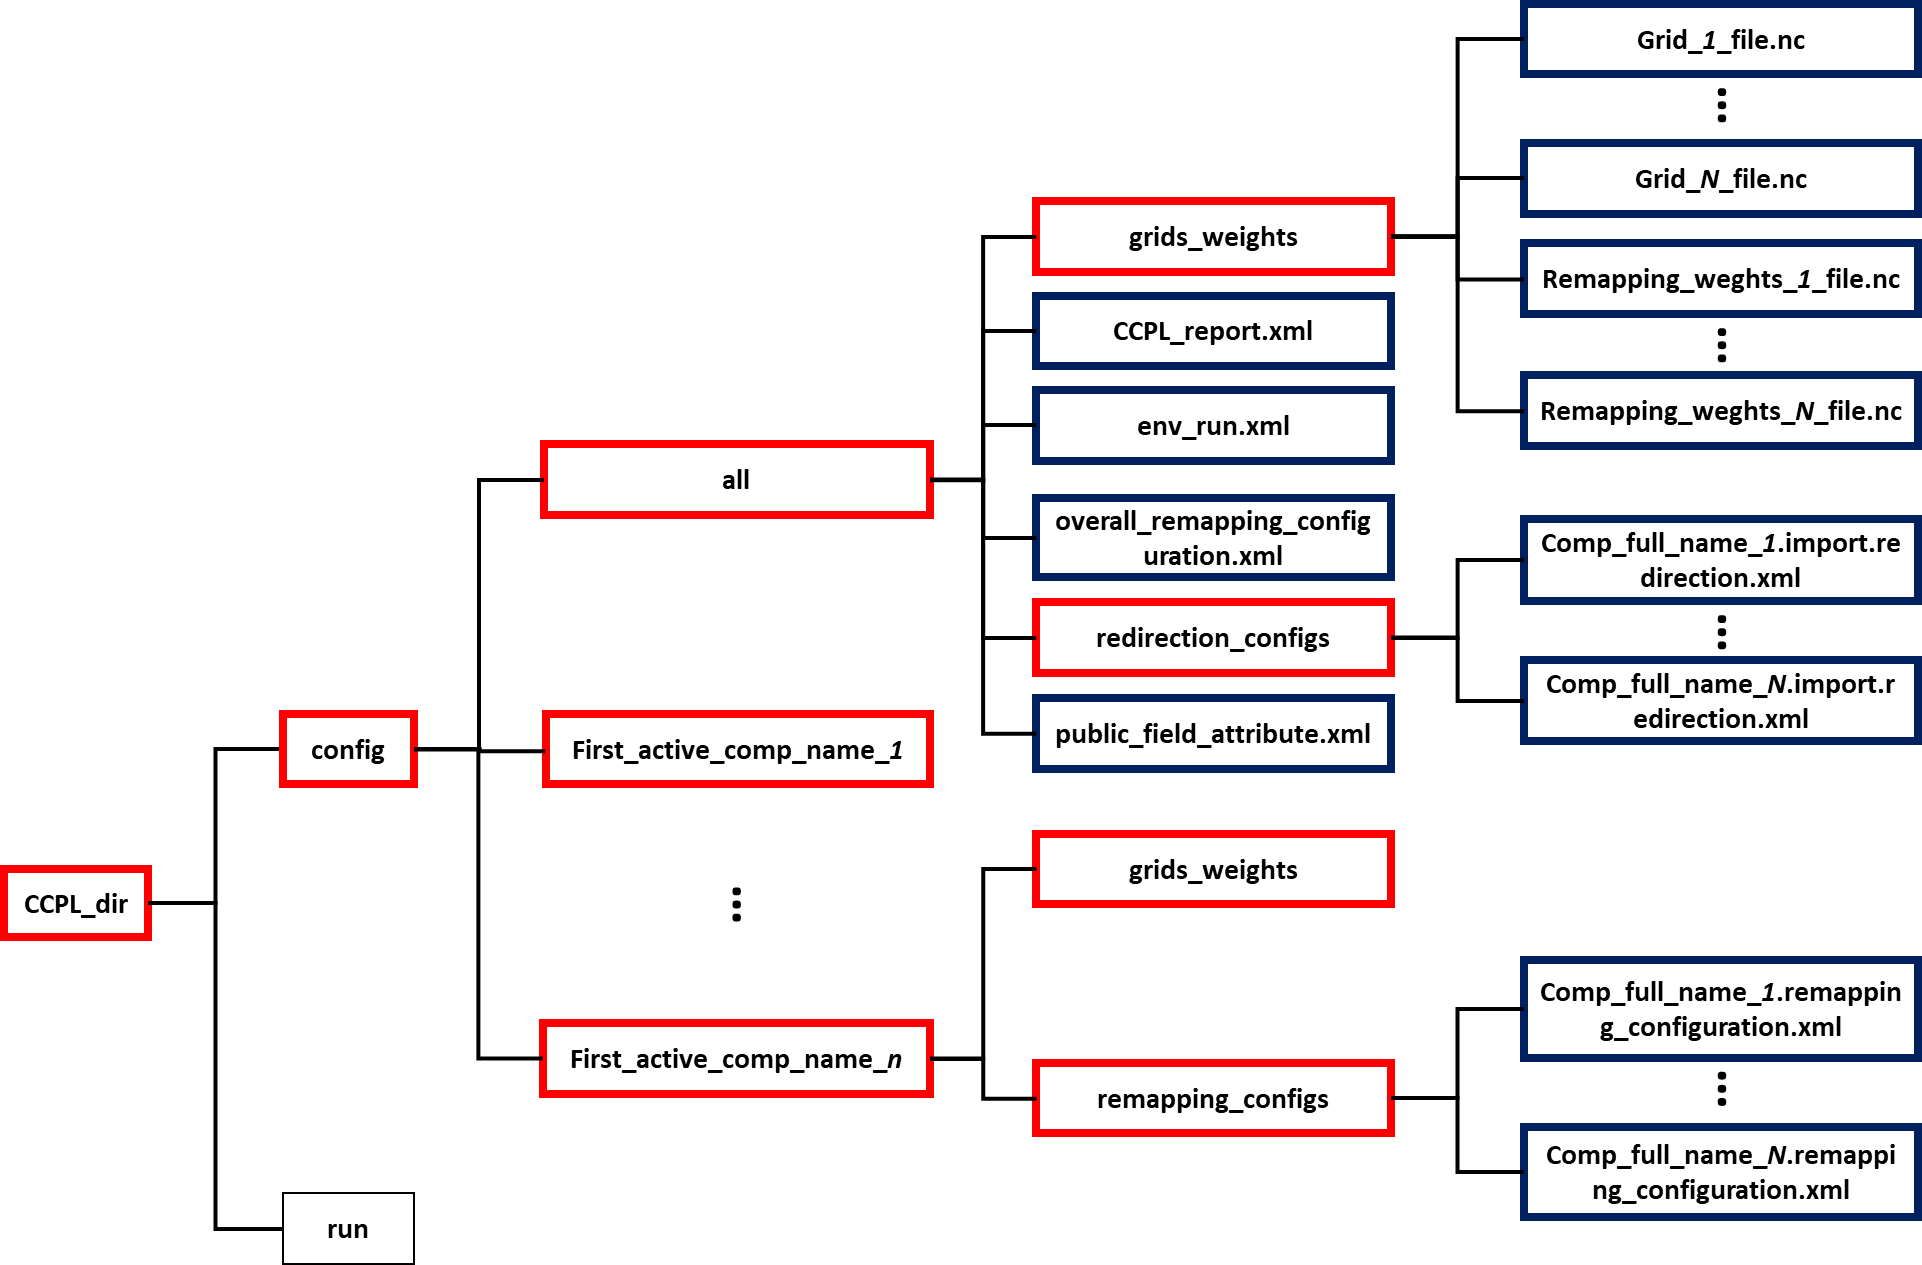 CCPL_dir
config
run
all
First_active_comp_name_1
First_active_comp_name_n
grids_weights
CCPL_report.xml
env_run.xml
overall_remapping_config
uration.xml
redirection_configs
public_field_attribute.xml
grids_weights
remapping_configs
Grid_1_file.nc
Grid_N_file.nc
Remapping_weghts_1_file.nc
Remapping_weghts_N_file.nc
Comp_full_name_1.import.re
direction.xml
Comp_full_name_N.import.r
edirection.xml
Comp_full_name_1.remappin
g_configuration.xml
Comp_full_name_N.remappi
ng_configuration.xml